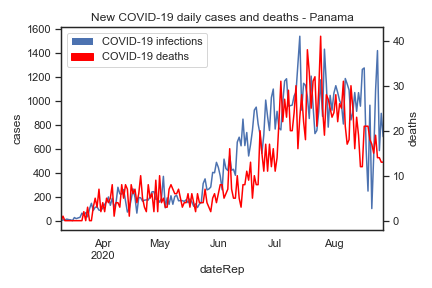 New COVID-19 daily cases and deaths - Panama
COVID-19 infections
COVID-19 deaths
1600
1400
1200
1000
800
600
400
200
0
cases
40
30
20
10
0
deaths
Apr
2020
May
Jun
Jul
Aug
dateRep